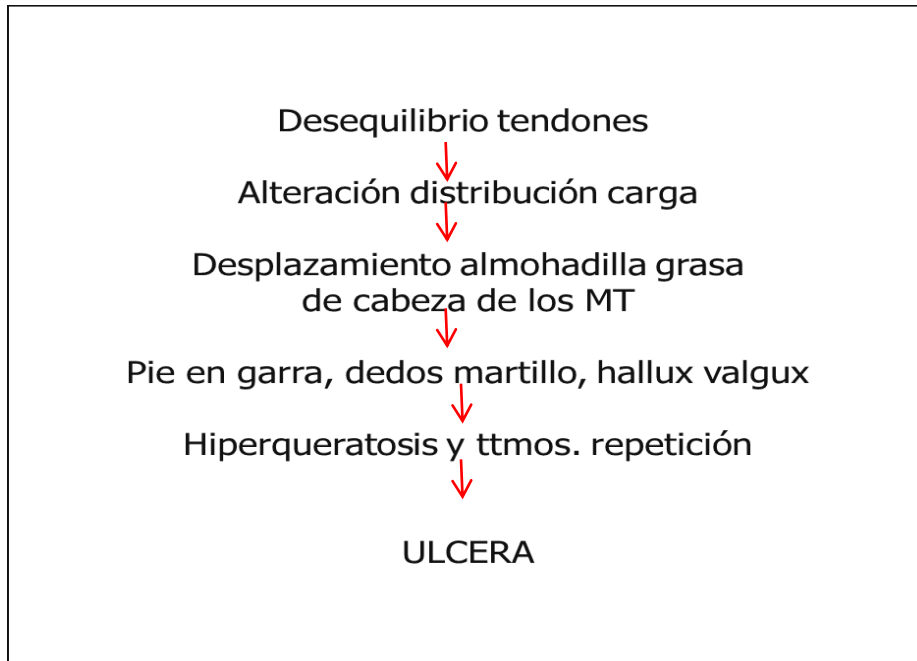 Desequilibrio tendones
Alteración distribución carga
Desplazamiento almohadilla grasa
de cabeza de los MT
Pie en garra, dedos martillo, hallux valgux
Hiperqueratosis y ttmos. repetición
ULCERA